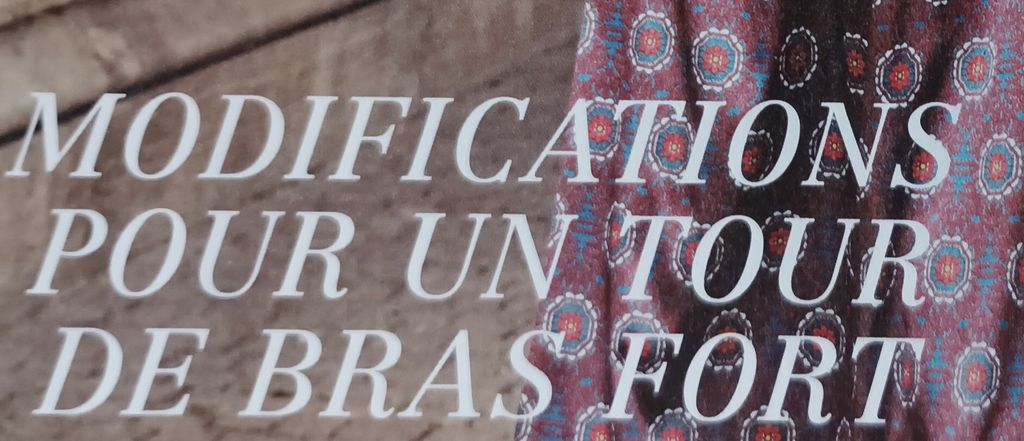 MODIFICATIONS
POUR UN TOUR
DE BRAS FORT